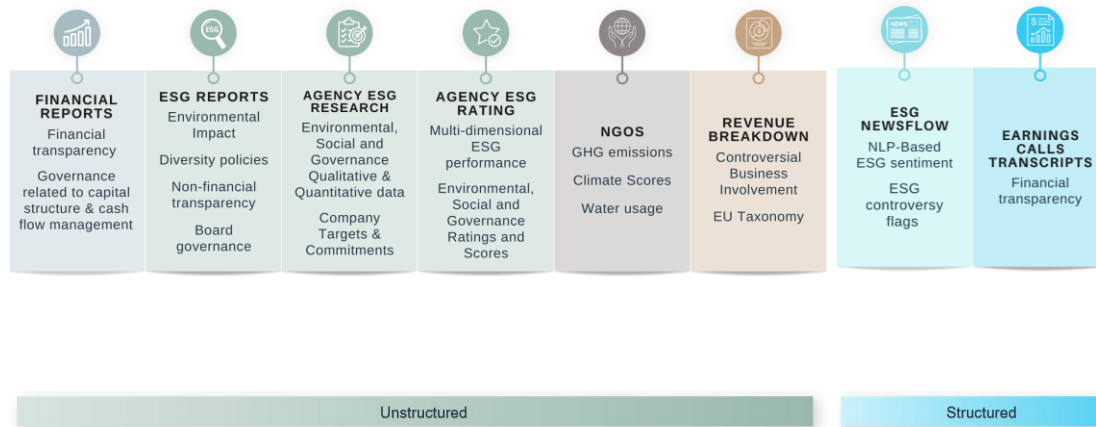 FINANCIAL
REPORTS
Financial
transparency
Governance
related to capital
structure & cash
flow management
ESG
ESG REPORTS
Environmental
Impact
Diversity policies
Non-financial
transparency
Board
governance
AGENCY ESG
RESEARCH
Environmental,
Social and
Governance
Qualitative &
Quantitative data
Company
Targets &
Commitments
AGENCY ESG
RATING
Multi-dimensional
ESG
performance
Environmental,
Social and
Governance
Ratings and
Scores
NGOS
GHG emissions
Climate Scores
Water usage
REVENUE
BREAKDOWN
Controversial
Business
Involvement
EU Taxonomy
NEWS
ESG
NEWSFLOW
NLP-Based
ESG sentiment
ESG
controversy
flags
$
EARNINGS
CALLS
TRANSCRIPTS
Financial
transparency
Unstructured
Structured